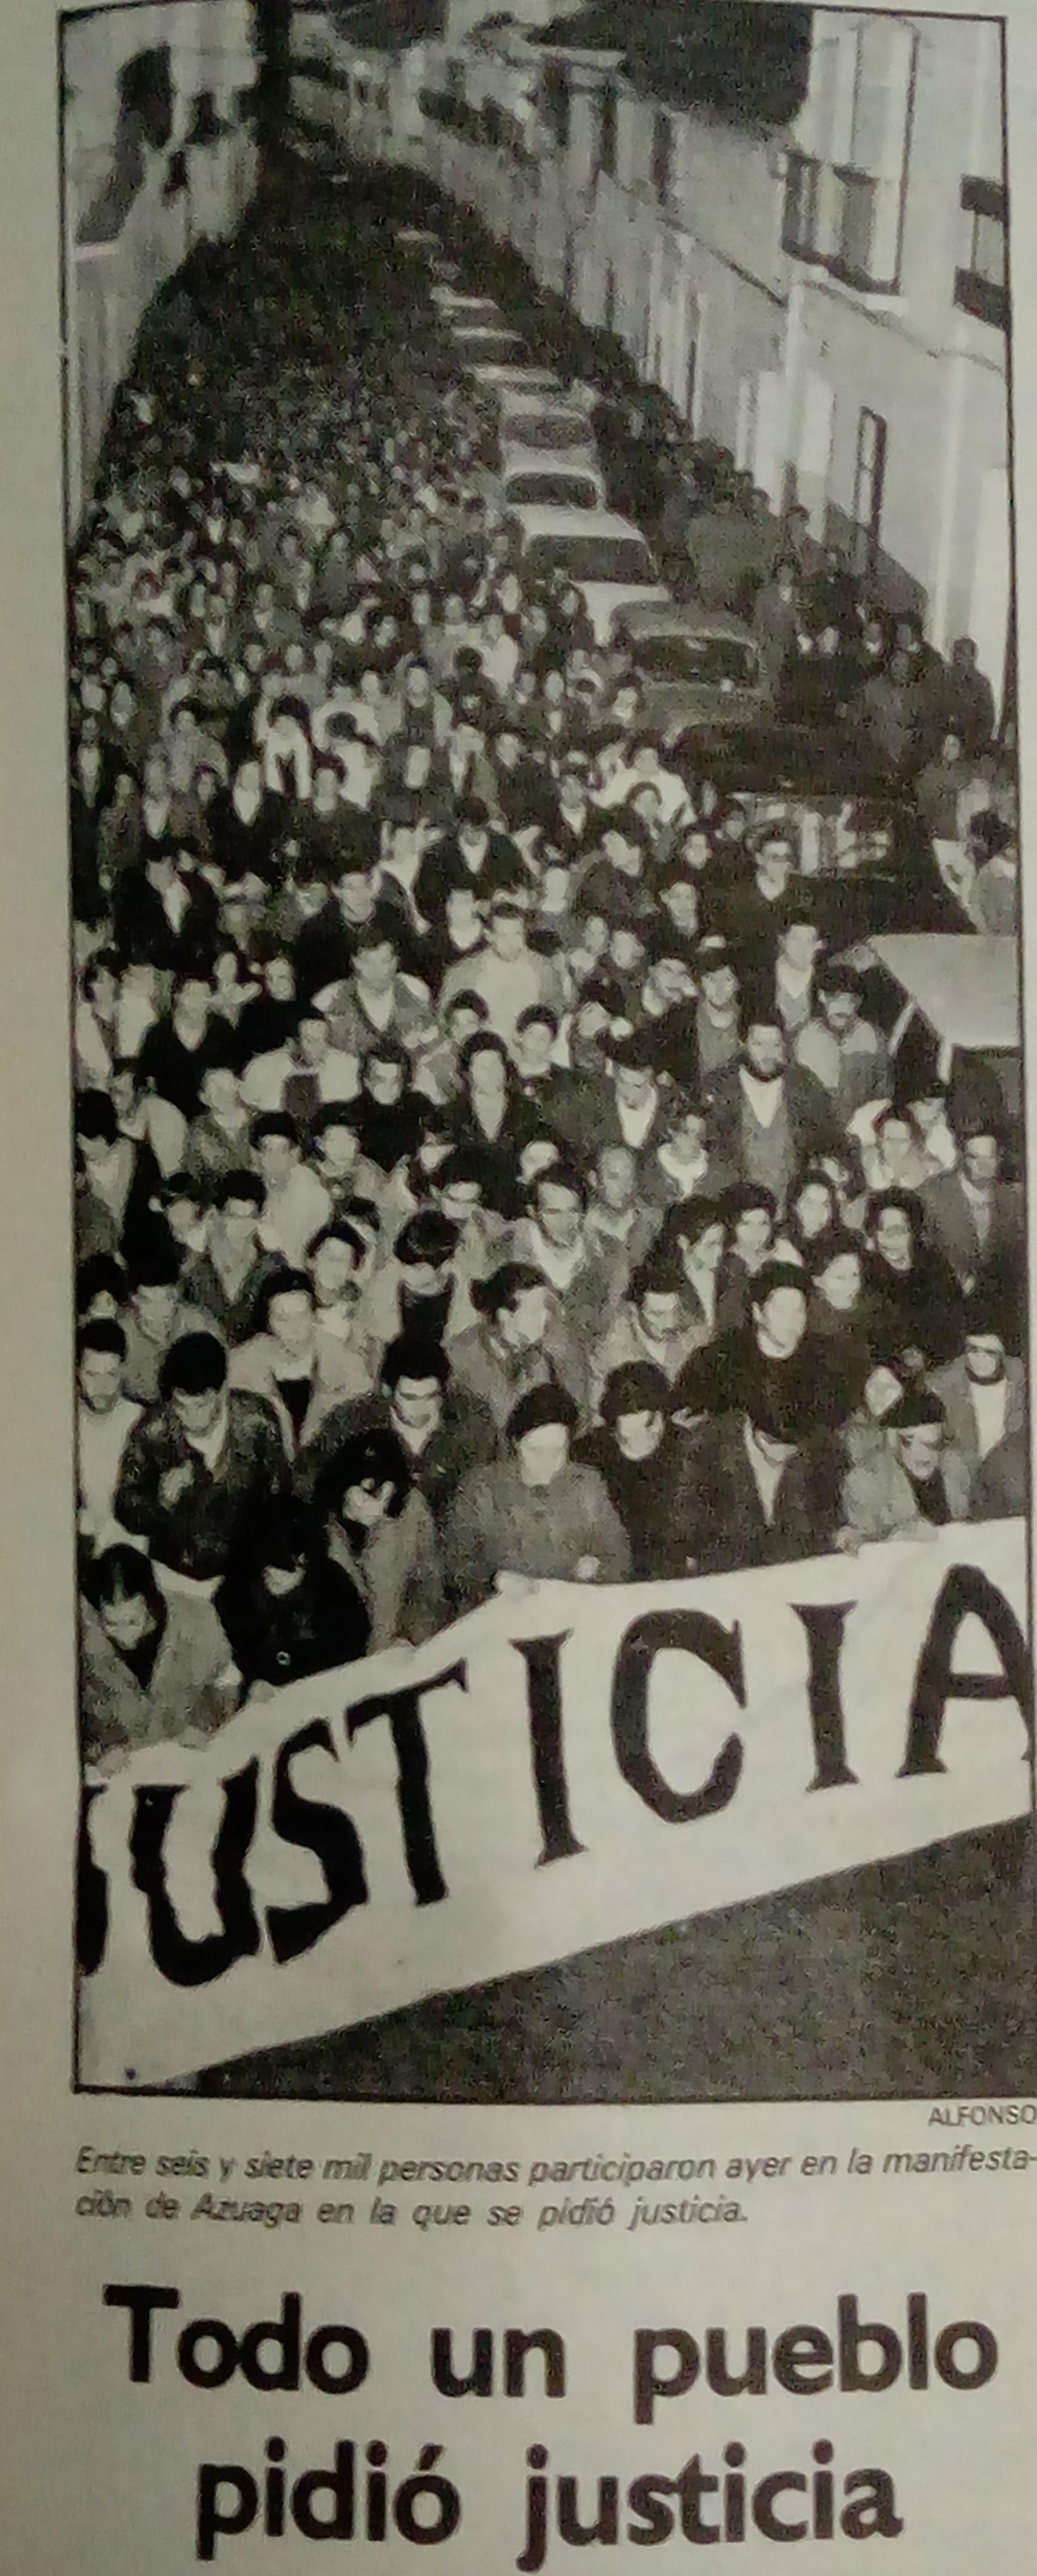 JUSTICIA
ALFONSO
Entre seis y siete mil personas participaron ayer en la manifesta-
ción de Azuaga en la que se pidió justicia.
Todo un pueblo
pidió justicia